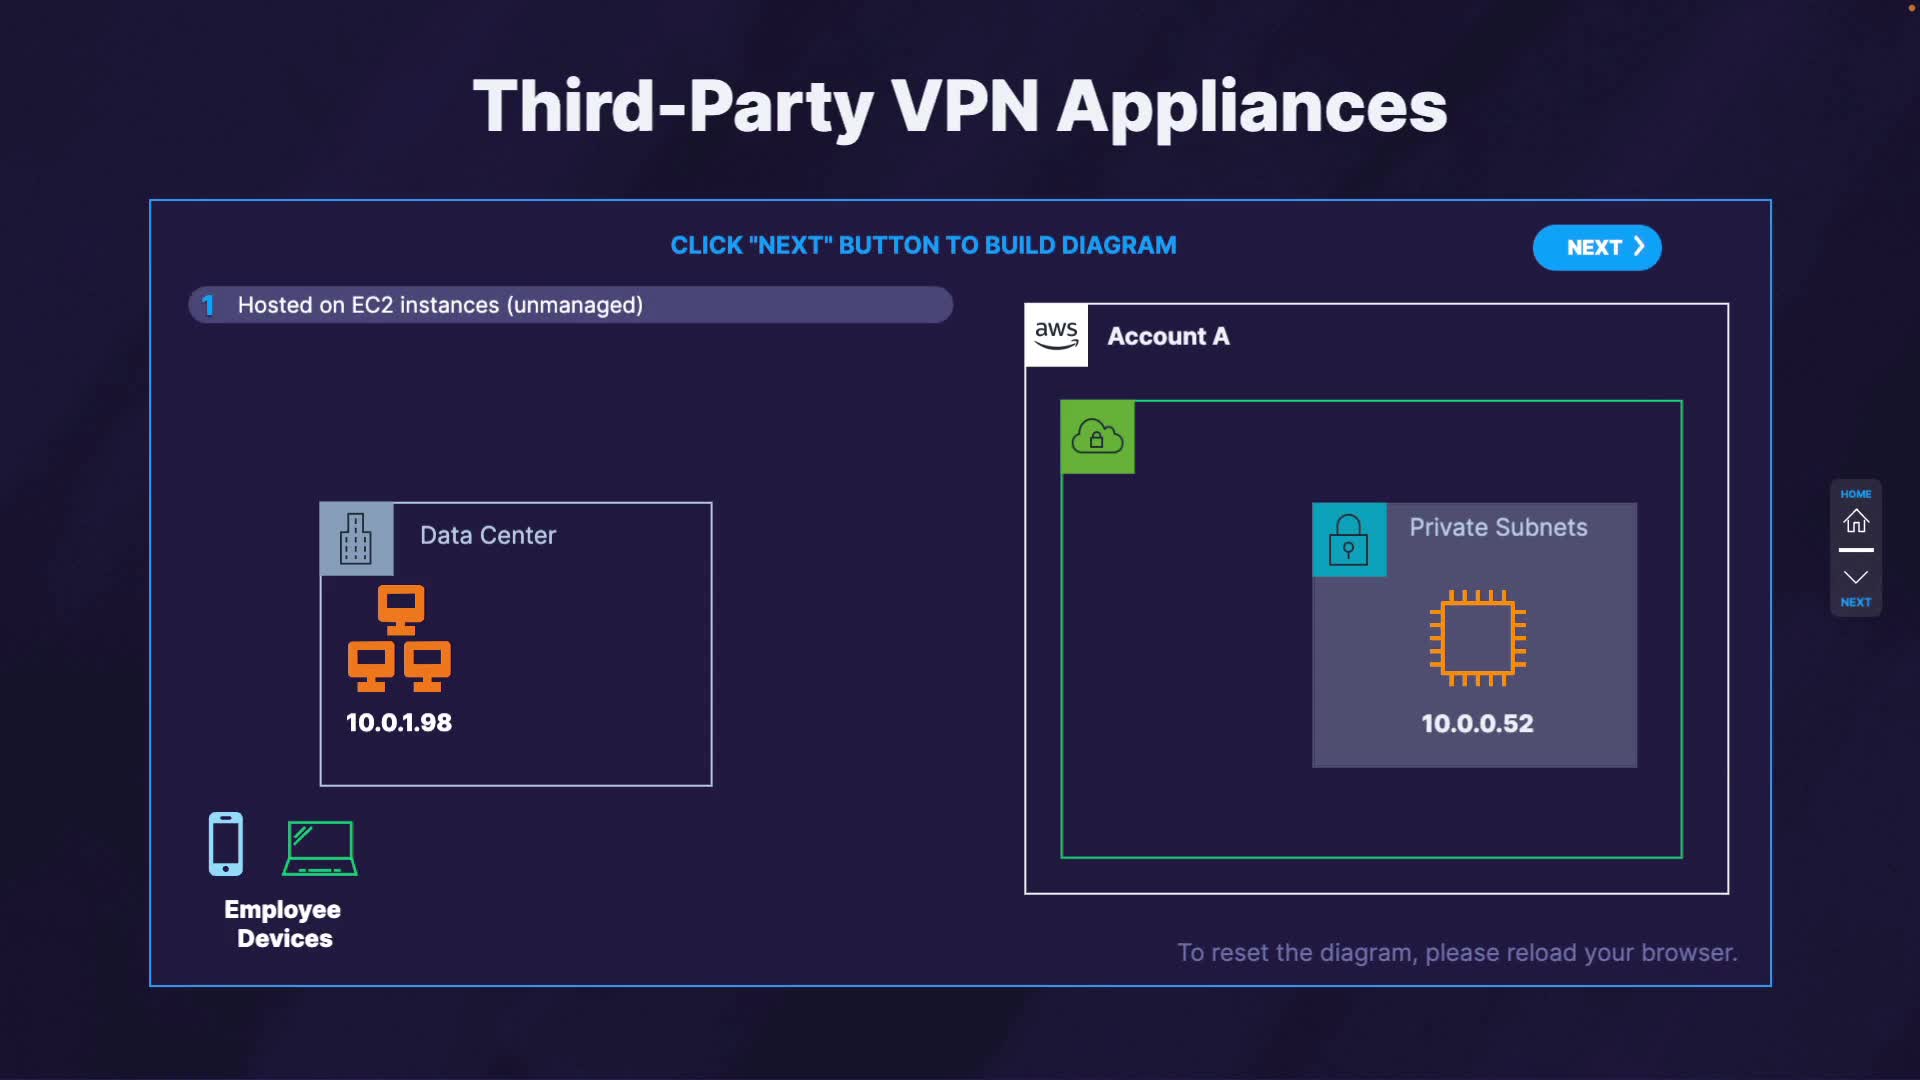 Third-Party VPN Appliances
CLICK "NEXT" BUTTON TO BUILD DIAGRAM
NEXT
1 Hosted on EC2 instances (unmanaged)
aws
Account A
Data Center
Private Subnets
HOME
NEXT
10.0.1.98
10.0.0.52
Employee
Devices
To reset the diagram, please reload your browser.